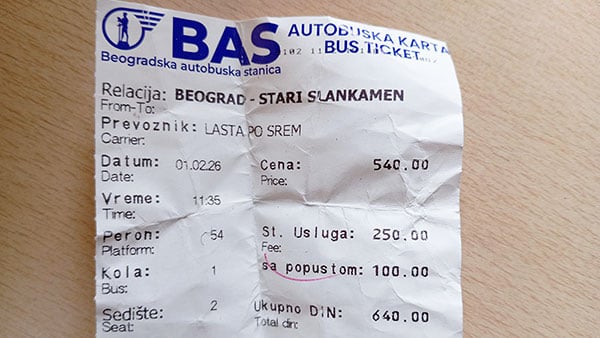 BAS AUTOBUSKA KARTA
BUS TICKET
Beogradska autobuska stanica
Relacija: BEOGRAD - STARI SLANKAMEN
From-To:
Prevoznik: LASTA PO SREM
Carrier:
Datum: 01.02.26 Cena: 540.00
Date: Price:
Vreme: 11:35
Time:
Peron: 54 St. Usluga: 250.00
Platform: Fee:
Kola: 1 sa popustom: 100.00
Bus:
Sedište: 2 Ukupno DIN: 640.00
Seat: Total din: